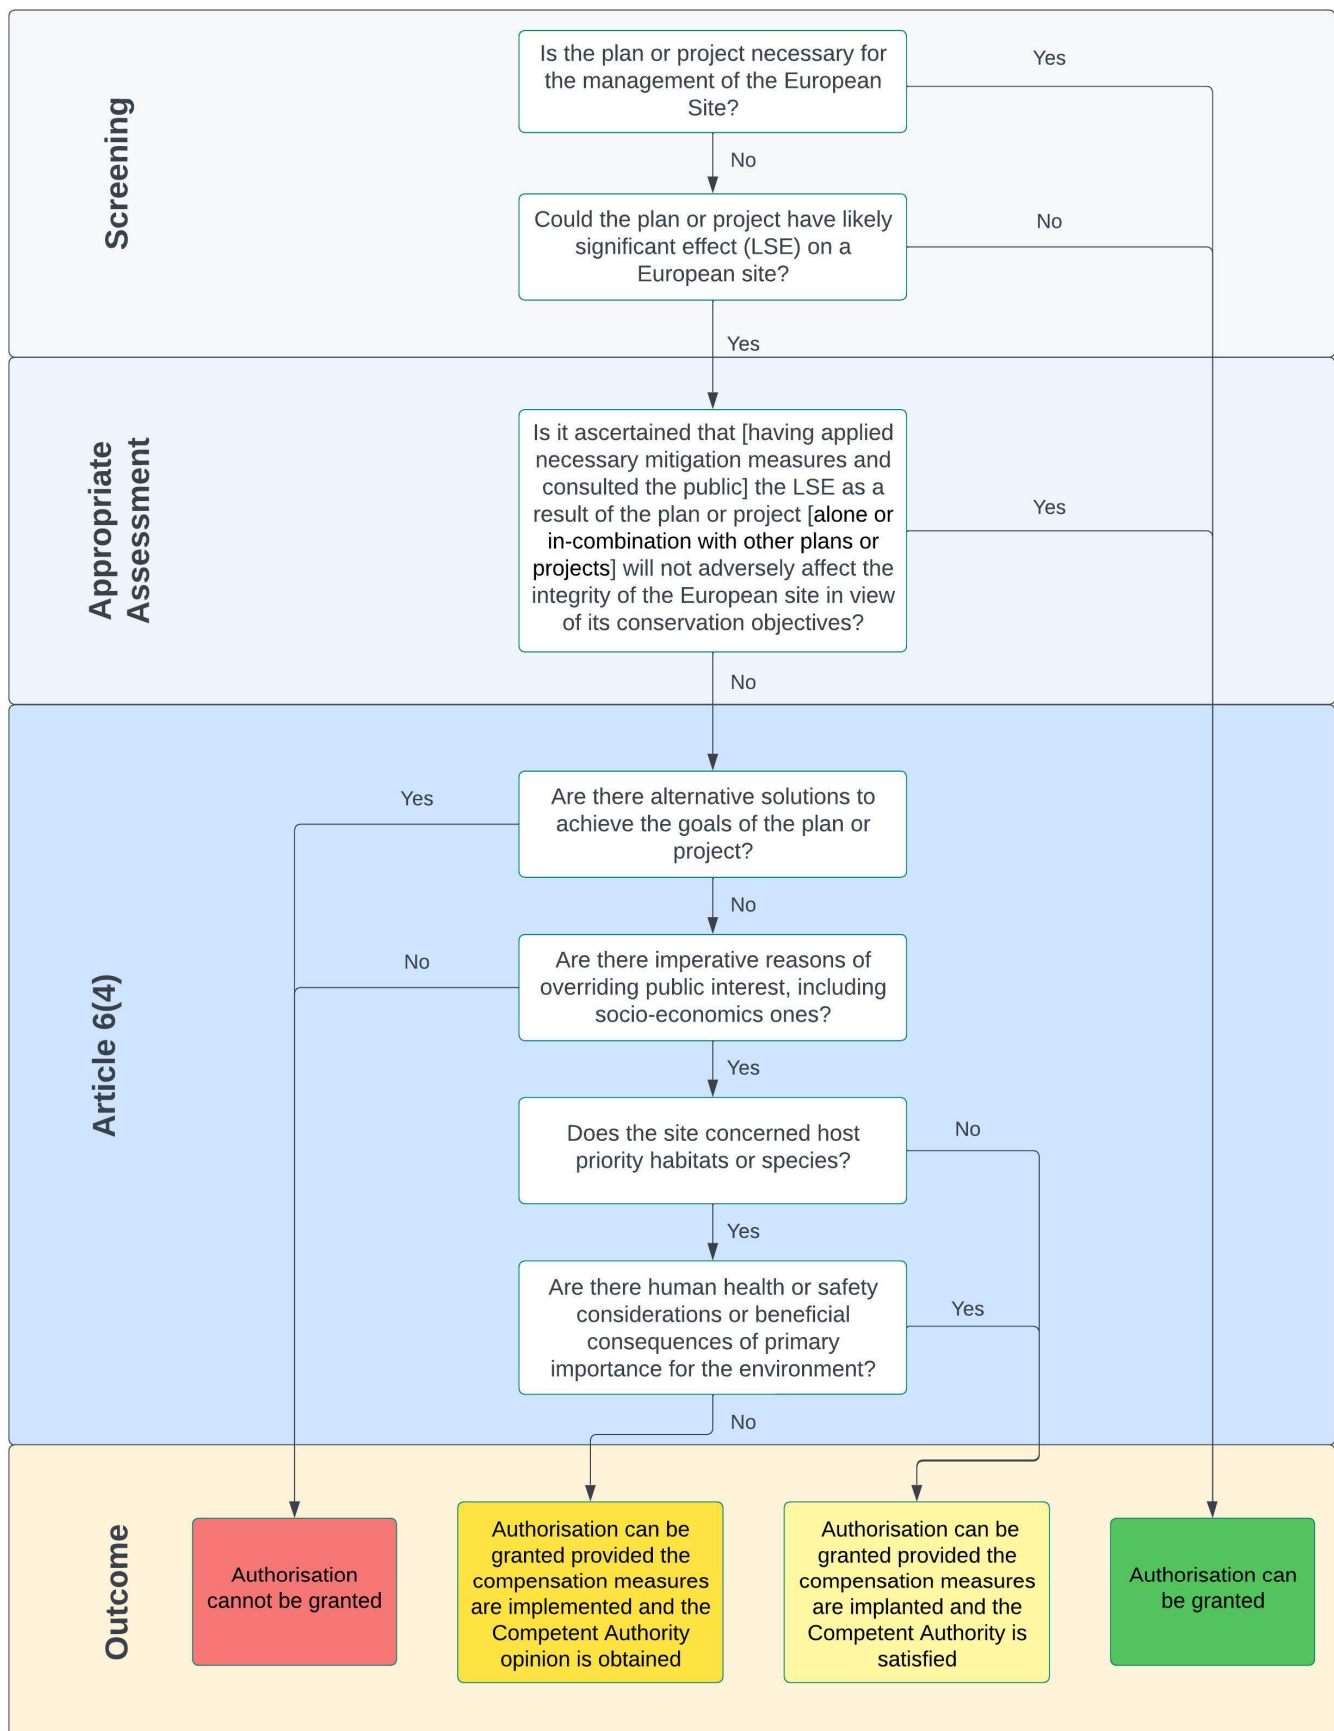 Screening
Is the plan or project necessary for
the management of the European
Site?
Yes
No
Could the plan or project have likely
significant effect (LSE) on a
European site?
No
Yes
Appropriate
Assessment
Is it ascertained that [having applied
necessary mitigation measures and
consulted the public] the LSE as a
result of the plan or project [alone or
in-combination with other plans or
projects] will not adversely affect the
integrity of the European site in view
of its conservation objectives?
Yes
No
Article 6(4)
Yes
Are there alternative solutions to
achieve the goals of the plan or
project?
No
No
Are there imperative reasons of
overriding public interest, including
socio-economics ones?
Yes
Does the site concerned host
priority habitats or species?
No
Yes
Are there human health or safety
considerations or beneficial
consequences of primary
importance for the environment?
Yes
No
Outcome
Authorisation
cannot be granted
Authorisation can be
granted provided the
compensation measures
are implemented and the
Competent Authority
opinion is obtained
Authorisation can be
granted provided the
compensation measures
are implanted and the
Competent Authority is
satisfied
Authorisation can
be granted